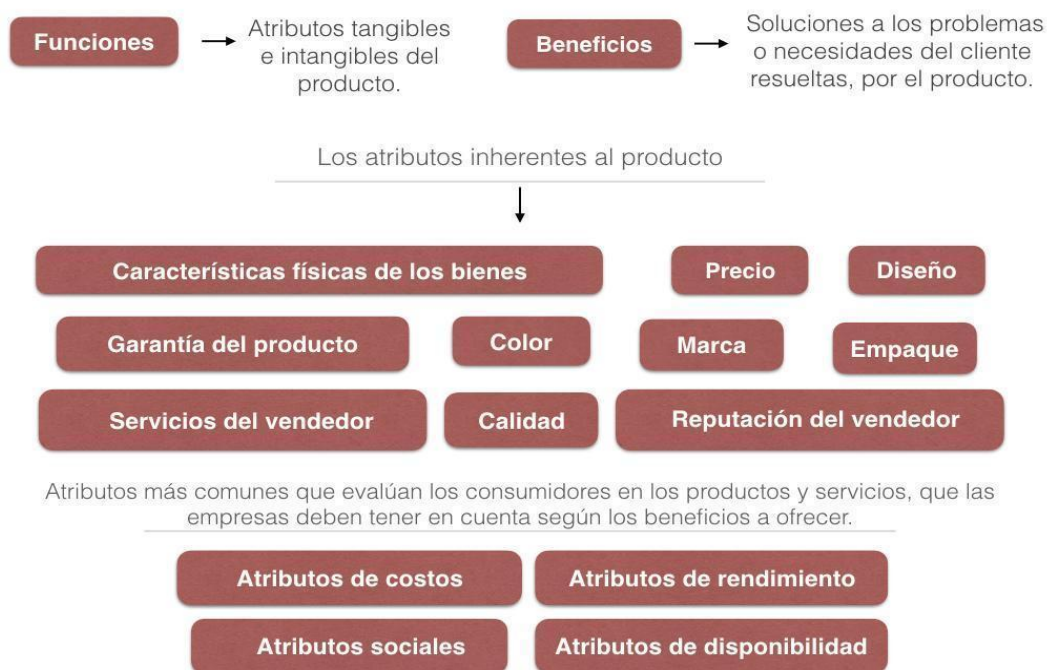 Funciones
Atributos tangibles
e intangibles del
producto.
Beneficios
Soluciones a los problemas
o necesidades del cliente
resueltas, por el producto.
Los atributos inherentes al producto
Características físicas de los bienes
Precio
Diseño
Garantía del producto
Color
Marca
Empaque
Servicios del vendedor
Calidad
Reputación del vendedor
Atributos más comunes que evalúan los consumidores en los productos y servicios, que las
empresas deben tener en cuenta según los beneficios a ofrecer.
Atributos de costos
Atributos de rendimiento
Atributos sociales
Atributos de disponibilidad